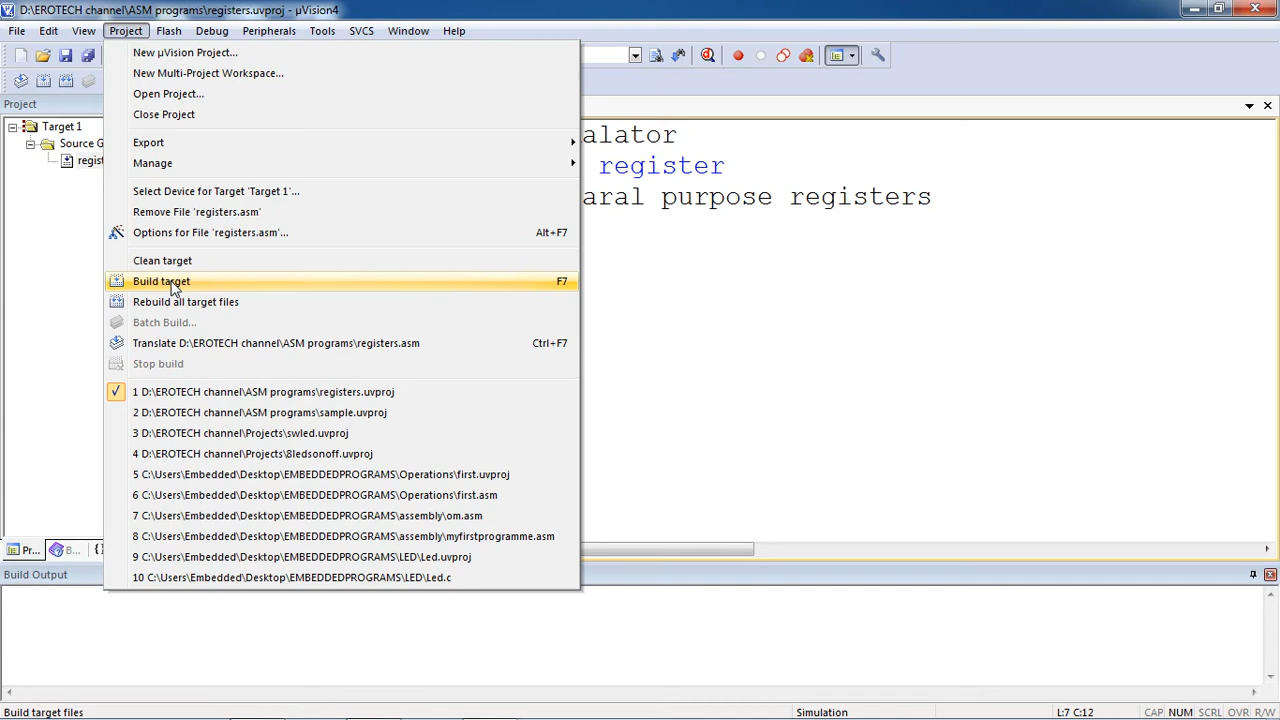 D:\EROTECH channel\ASM programs\registers.uvproj - µVision4
File Edit View Project Flash Debug Peripherals Tools SVCS Window Help
New µVision Project...
New Multi-Project Workspace...
Open Project...
Close Project
Export
Manage
Select Device for Target 'Target 1'...
Remove File 'registers.asm'
Options for File 'registers.asm'... Alt+F7
Clean target
Build target F7
Rebuild all target files
Batch Build...
Translate D:\EROTECH channel\ASM programs\registers.asm Ctrl+F7
Stop build
1 D:\EROTECH channel\ASM programs\registers.uvproj
2 D:\EROTECH channel\ASM programs\sample.uvproj
3 D:\EROTECH channel\Projects\swled.uvproj
4 D:\EROTECH channel\Projects\8ledsonoff.uvproj
5 C:\Users\Embedded\Desktop\EMBEDDEDPROGRAMS\Operations\first.uvproj
6 C:\Users\Embedded\Desktop\EMBEDDEDPROGRAMS\Operations\first.asm
7 C:\Users\Embedded\Desktop\EMBEDDEDPROGRAMS\assembly\om.asm
8 C:\Users\Embedded\Desktop\EMBEDDEDPROGRAMS\assembly\myfirstprogramme.asm
9 C:\Users\Embedded\Desktop\EMBEDDEDPROGRAMS\LED\Led.uvproj
10 C:\Users\Embedded\Desktop\EMBEDDEDPROGRAMS\LED\Led.c
Project
Target 1
Source G
regist
alator
register
aral purpose registers
Pr... B... {}
Build Output
Build target files Simulation L:7 C:12 CAP NUM SCRL OVR R/W